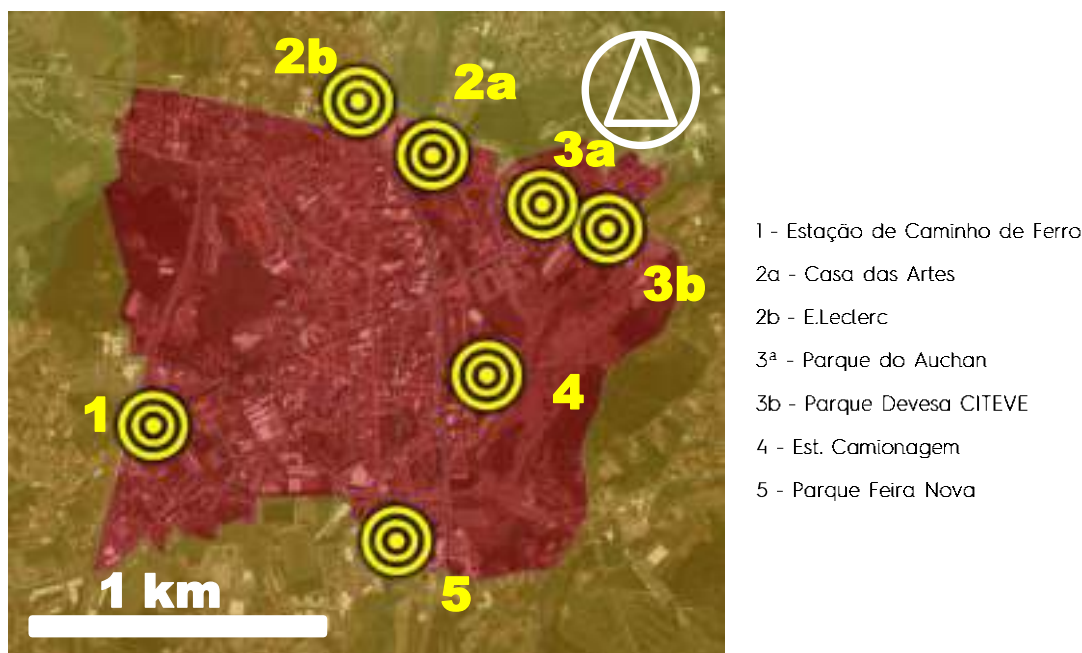 2b
2a
3a
3b
1
4
5
1 km
1 - Estação de Caminho de Ferro
2a - Casa das Artes
2b - E.Leclerc
3ª - Parque do Auchan
3b - Parque Devesa CITEVE
4 - Est. Camionagem
5 - Parque Feira Nova